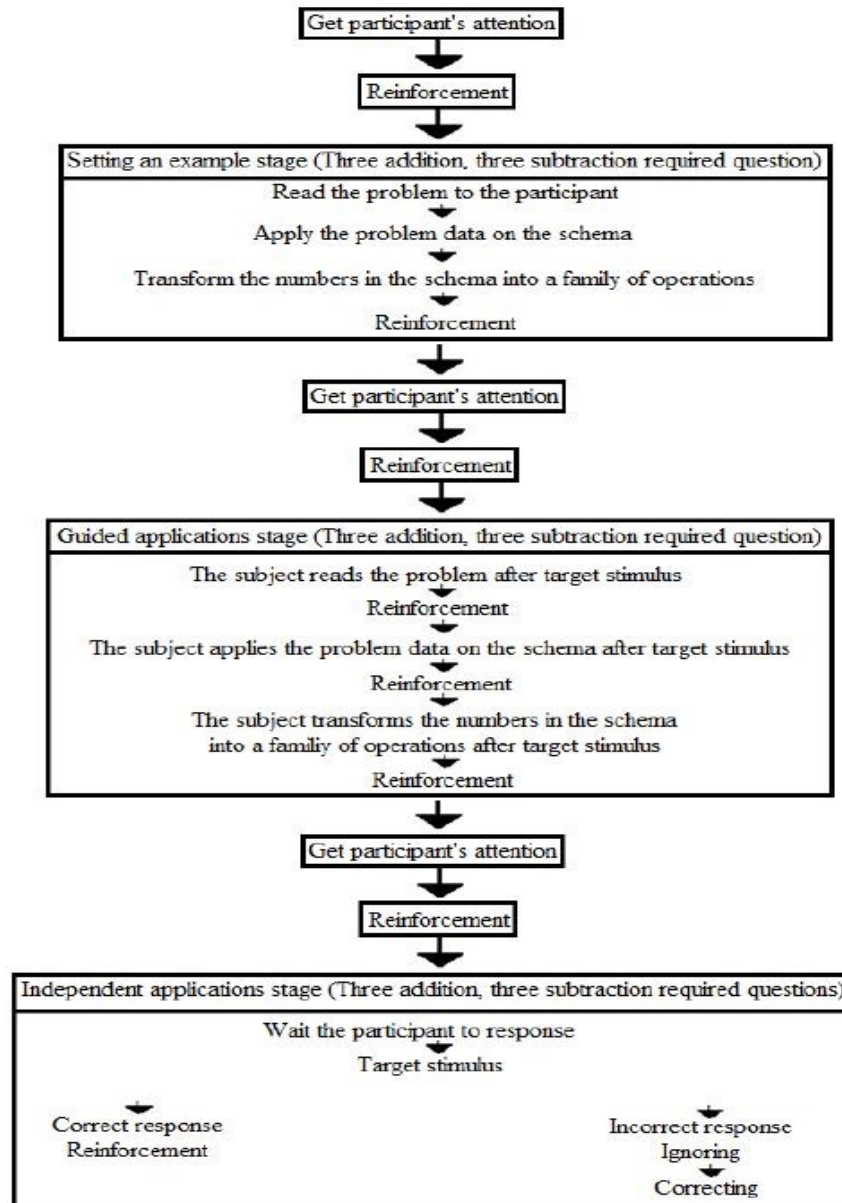 Get participant's attention
Reinforcement
Setting an example stage (Three addition, three subtraction required question)
Read the problem to the participant
Apply the problem data on the schema
Transform the numbers in the schema into a family of operations
Reinforcement
Get participant's attention
Reinforcement
Guided applications stage (Three addition, three subtraction required question)
The subject reads the problem after target stimulus
Reinforcement
The subject applies the problem data on the schema after target stimulus
Reinforcement
The subject transforms the numbers in the schema
into a familiy of operations after target stimulus
Reinforcement
Get participant's attention
Reinforcement
Independent applications stage (Three addition, three subtraction required questions)
Wait the participant to response
Target stimulus
Correct response
Reinforcement
Incorrect response
Ignoring
Correcting